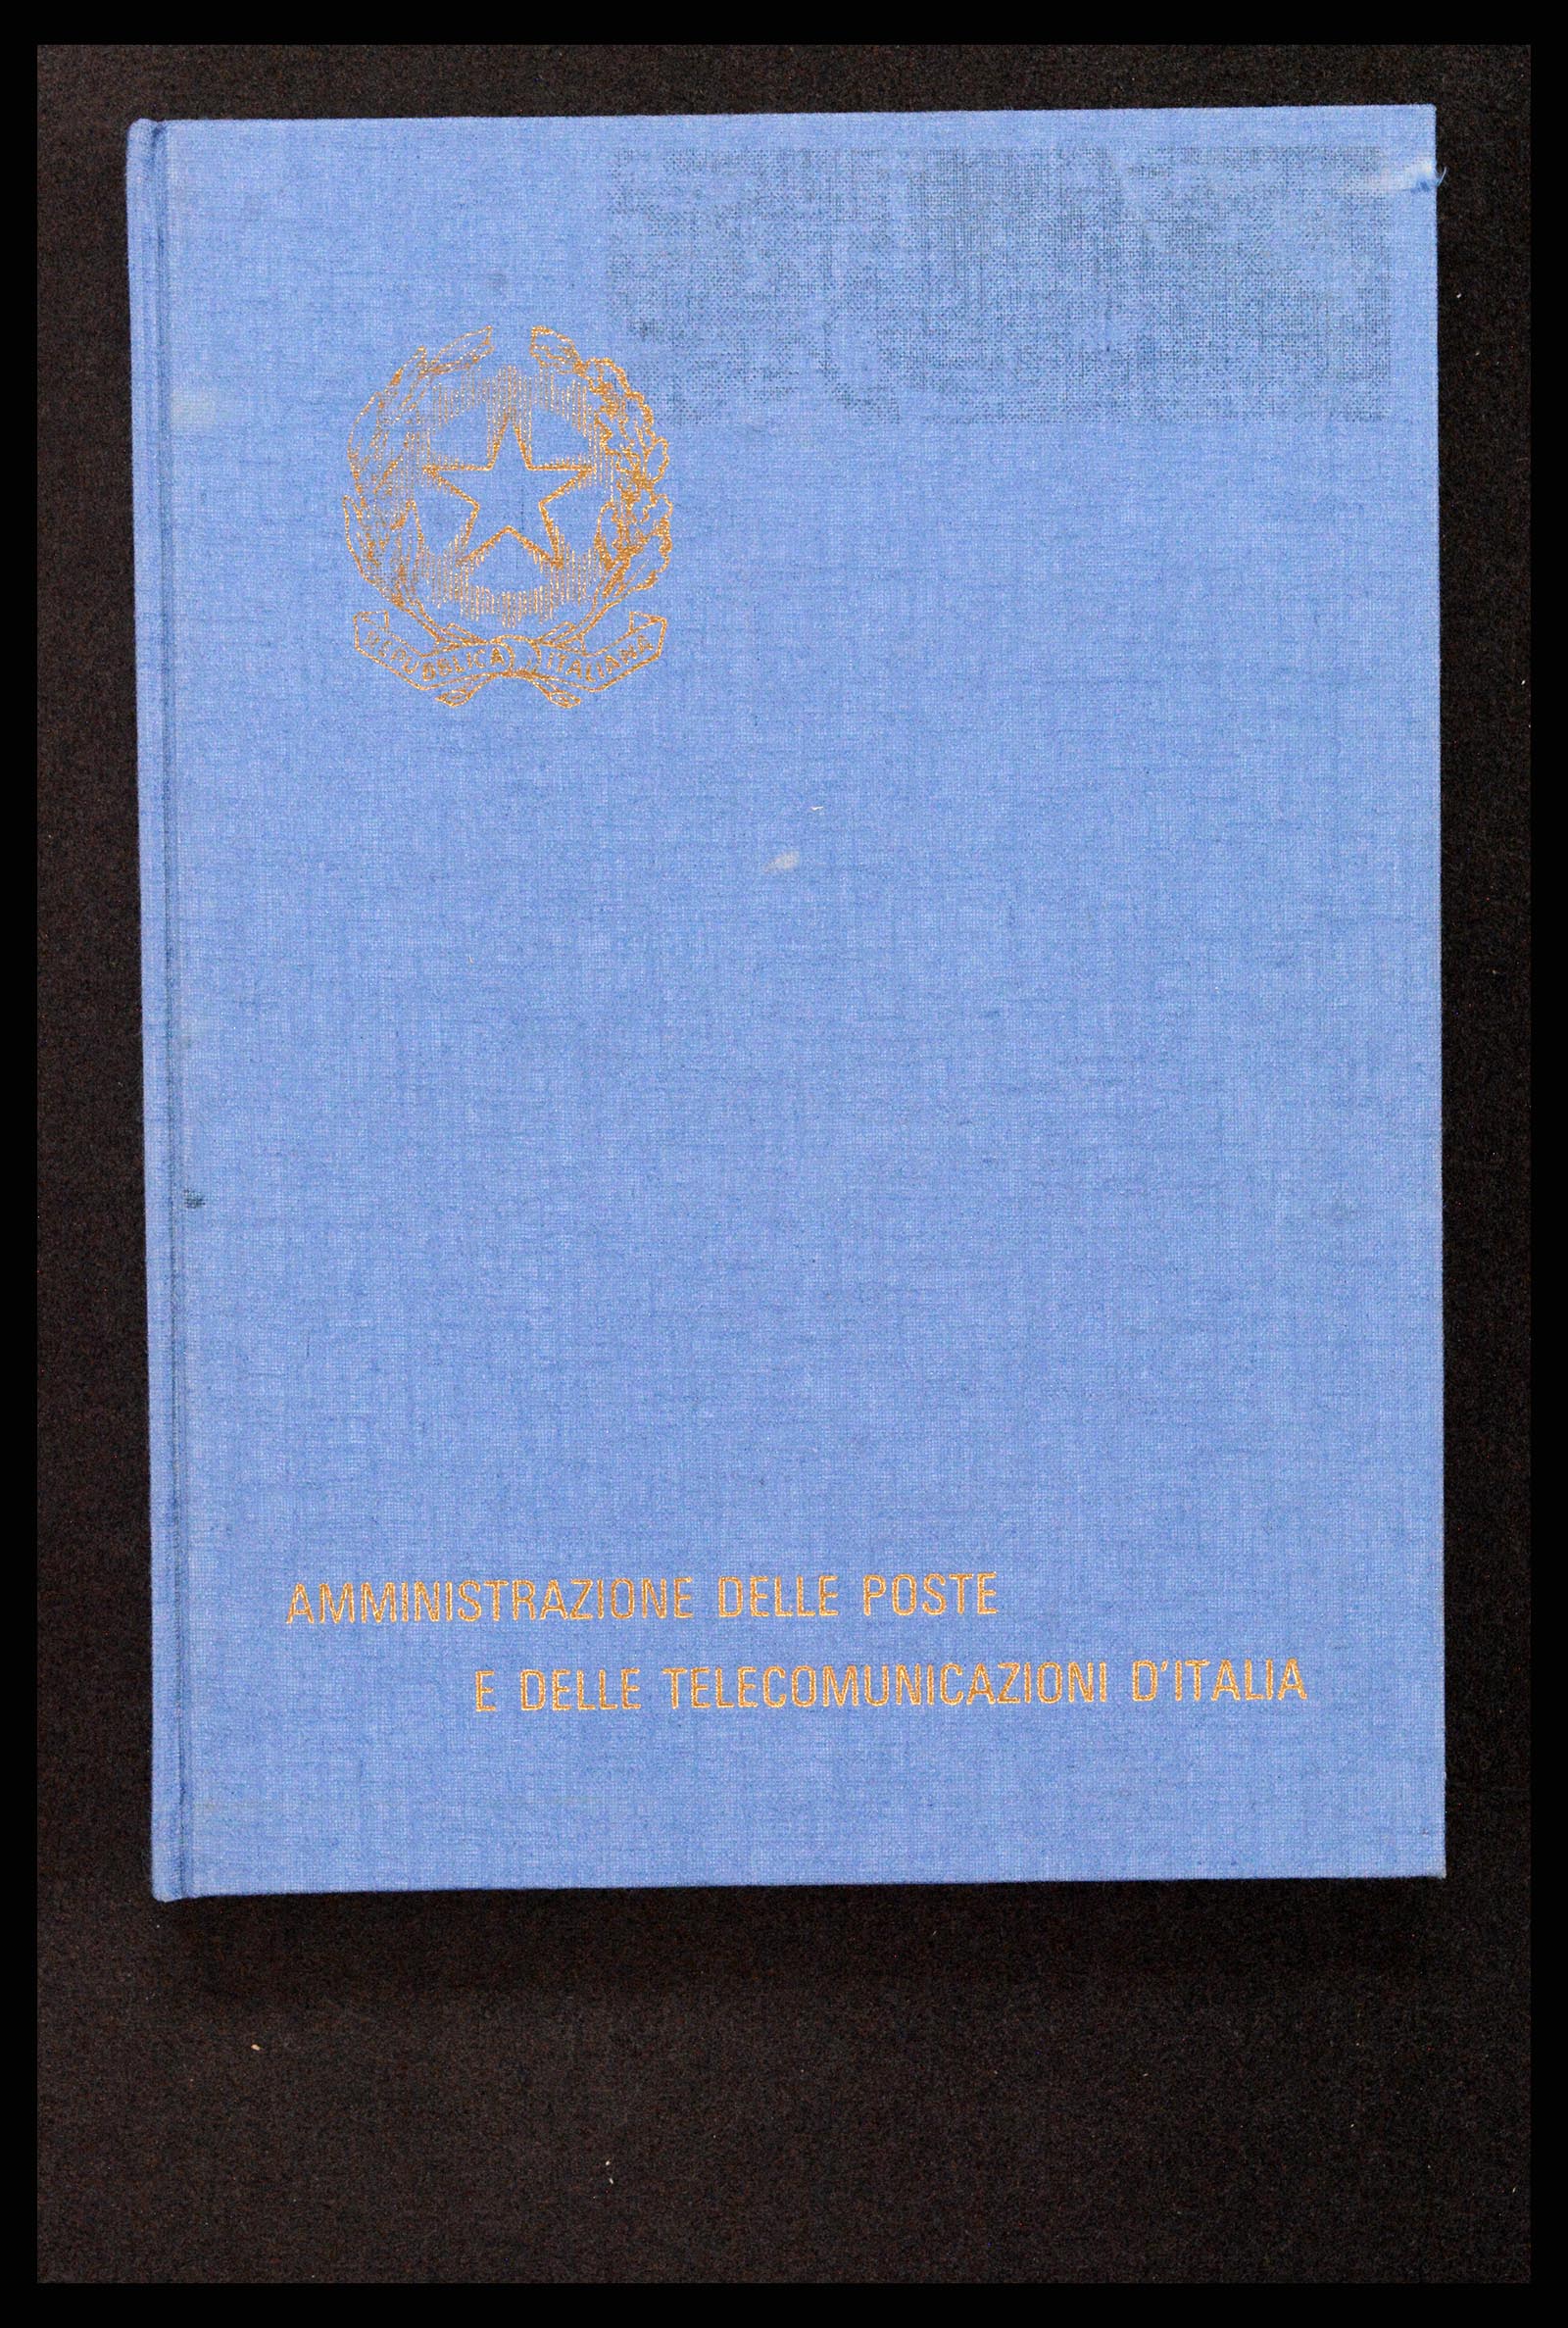 REPUBBLICA ITALIANA
AMMINISTRAZIONE DELLE POSTE
E DELLE TELECOMUNICAZIONI D'ITALIA